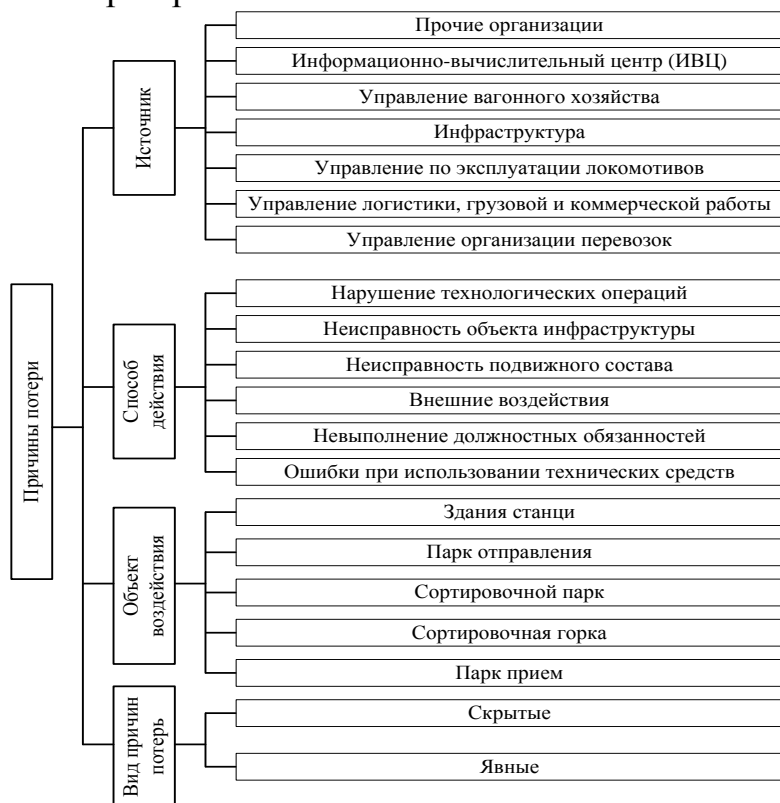 Причины потери
Источник
Прочие организации
Информационно-вычислительный центр (ИВЦ)
Управление вагонного хозяйства
Инфраструктура
Управление по эксплуатации локомотивов
Управление логистики, грузовой и коммерческой работы
Управление организации перевозок
Способ
действия
Нарушение технологических операций
Неисправность объекта инфраструктуры
Неисправность подвижного состава
Внешние воздействия
Невыполнение должностных обязанностей
Ошибки при использовании технических средств
Объект
воздействия
Здания станци
Парк отправления
Сортировочной парк
Сортировочная горка
Парк прием
Вид причин
потерь
Скрытые
Явные